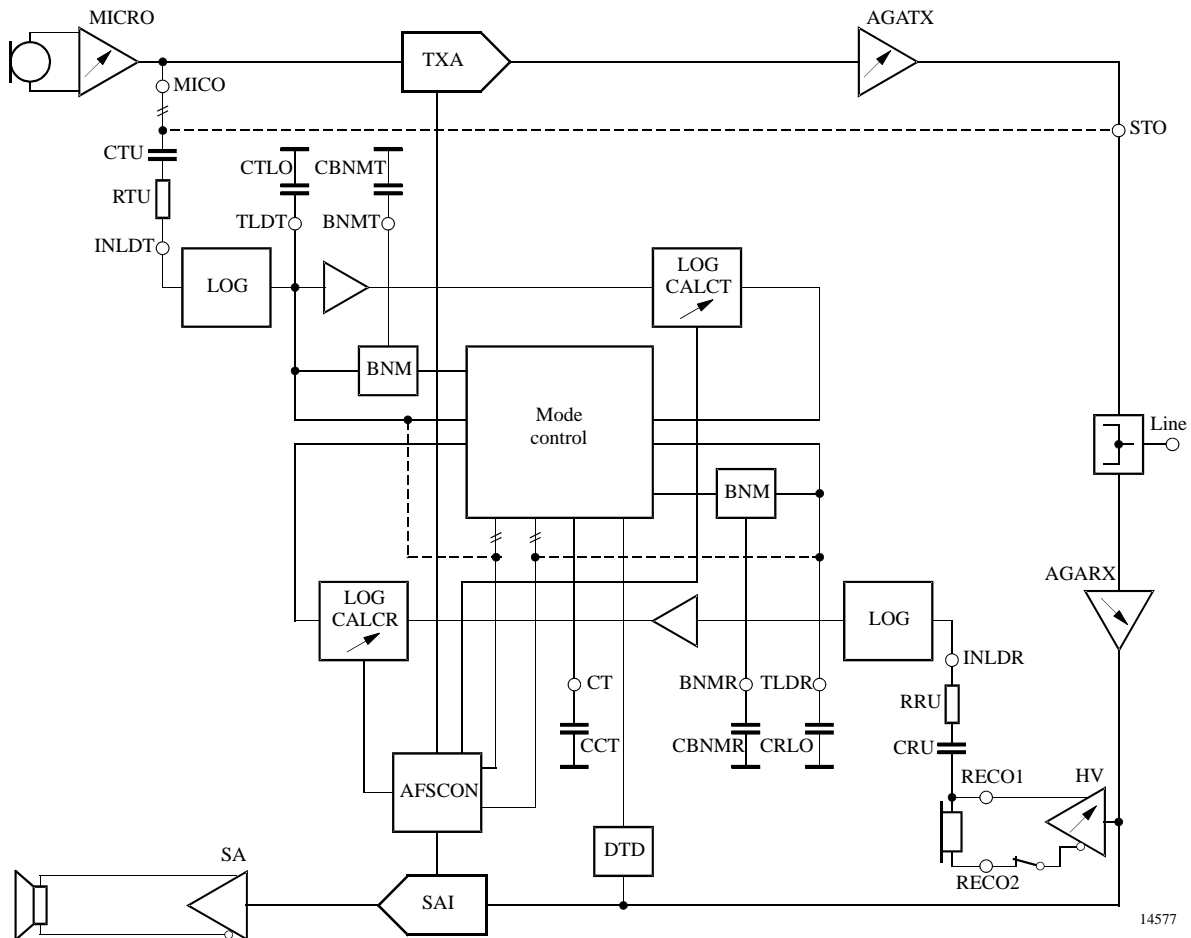 MICRO
AGATX
TXA
MICO
STO
CTU
CTLO
CBNMT
RTU
TLDT
BNMT
INLDT
LOG
LOG
CALCT
BNM
Mode
control
Line
BNM
AGARX
LOG
CALCR
LOG
INLDR
CT
BNMR
TLDR
RRU
CCT
CBNMR
CRLO
CRU
AFSCON
RECO1
HV
DTD
SA
RECO2
SAI
14577